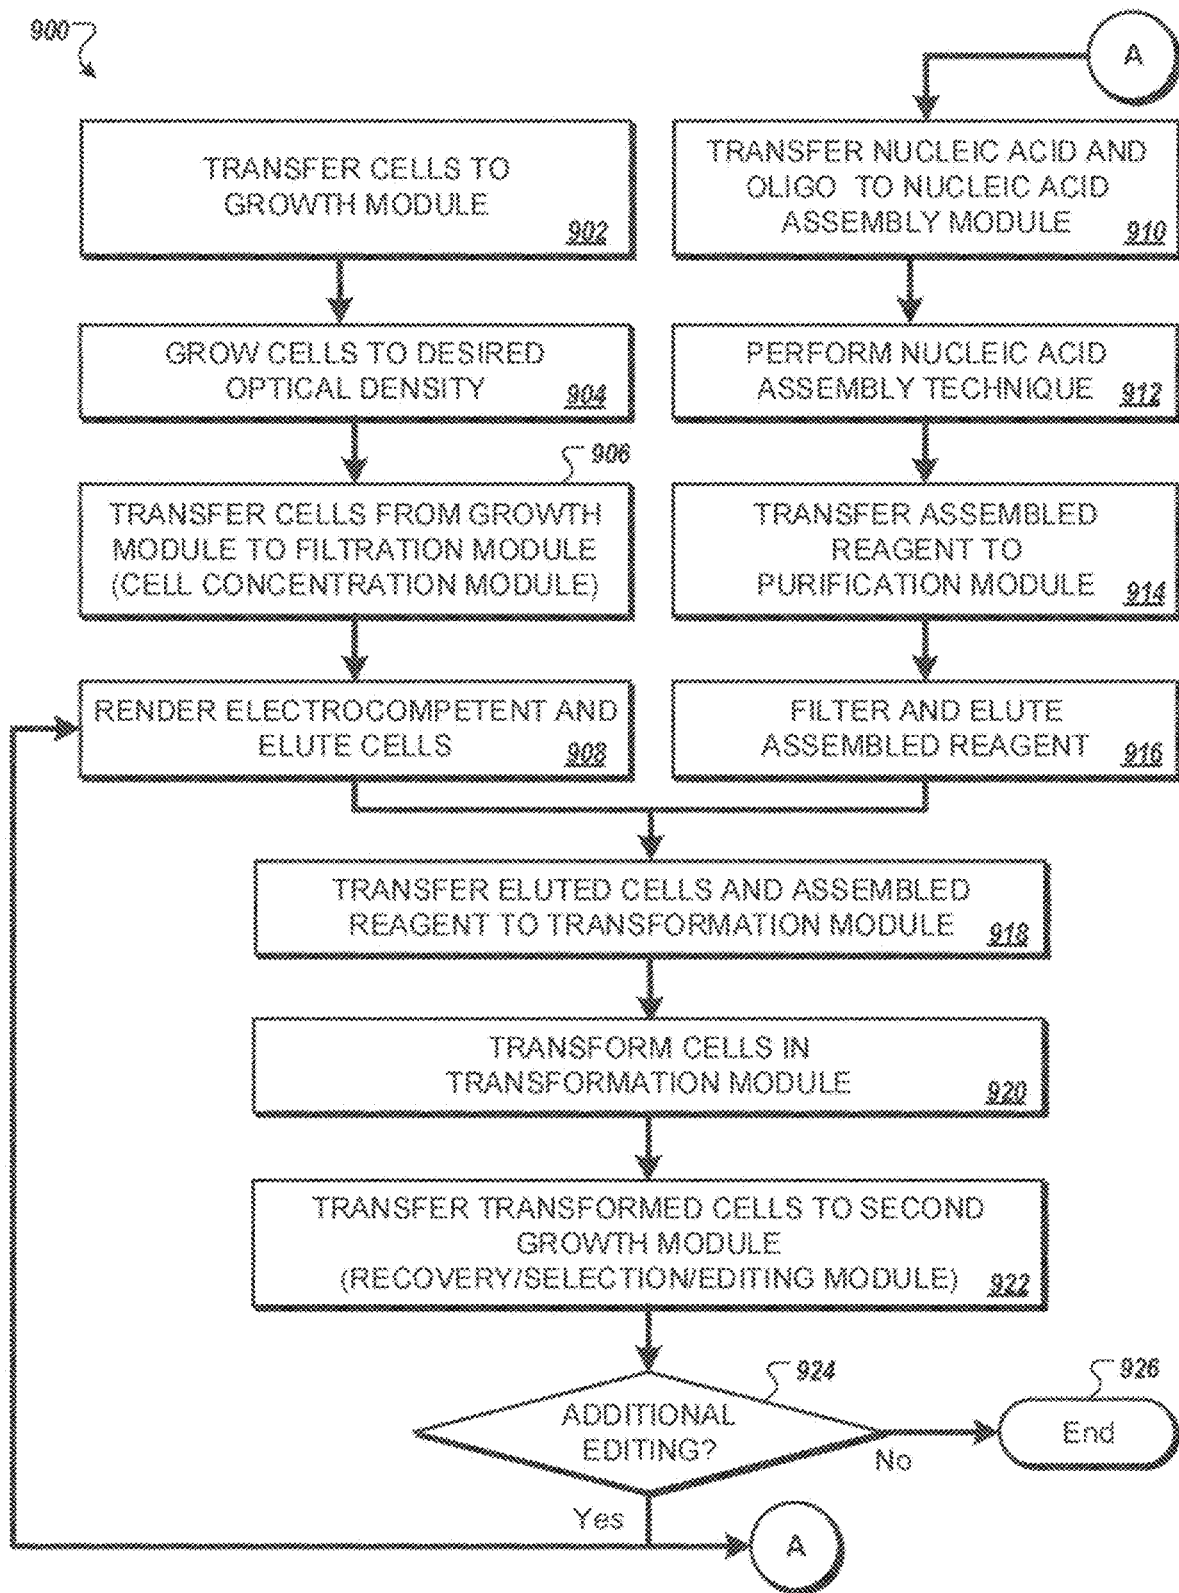 900
A
TRANSFER CELLS TO
GROWTH MODULE
902
GROW CELLS TO DESIRED
OPTICAL DENSITY
904
906
TRANSFER CELLS FROM GROWTH
MODULE TO FILTRATION MODULE
(CELL CONCENTRATION MODULE)
RENDER ELECTROCOMPETENT AND
ELUTE CELLS
908
TRANSFER NUCLEIC ACID AND
OLIGO TO NUCLEIC ACID
ASSEMBLY MODULE
910
PERFORM NUCLEIC ACID
ASSEMBLY TECHNIQUE
912
TRANSFER ASSEMBLED
REAGENT TO
PURIFICATION MODULE
914
FILTER AND ELUTE
ASSEMBLED REAGENT
916
TRANSFER ELUTED CELLS AND ASSEMBLED
REAGENT TO TRANSFORMATION MODULE
918
TRANSFORM CELLS IN
TRANSFORMATION MODULE
920
TRANSFER TRANSFORMED CELLS TO SECOND
GROWTH MODULE
(RECOVERY/SELECTION/EDITING MODULE)
922
924
ADDITIONAL
EDITING?
No
926
End
Yes
A